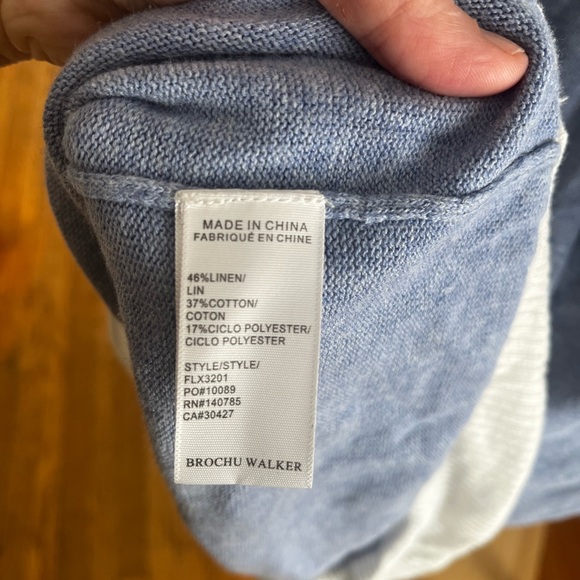 MADE IN CHINA
FABRIQUÉ EN CHINE
46%LINEN/
LIN
37%COTTON/
COTON
17%CICLO POLYESTER/
CICLO POLYESTER
STYLE/STYLE/
FLX3201
PO#10089
RN#140785
CA#30427
BROCHU WALKER